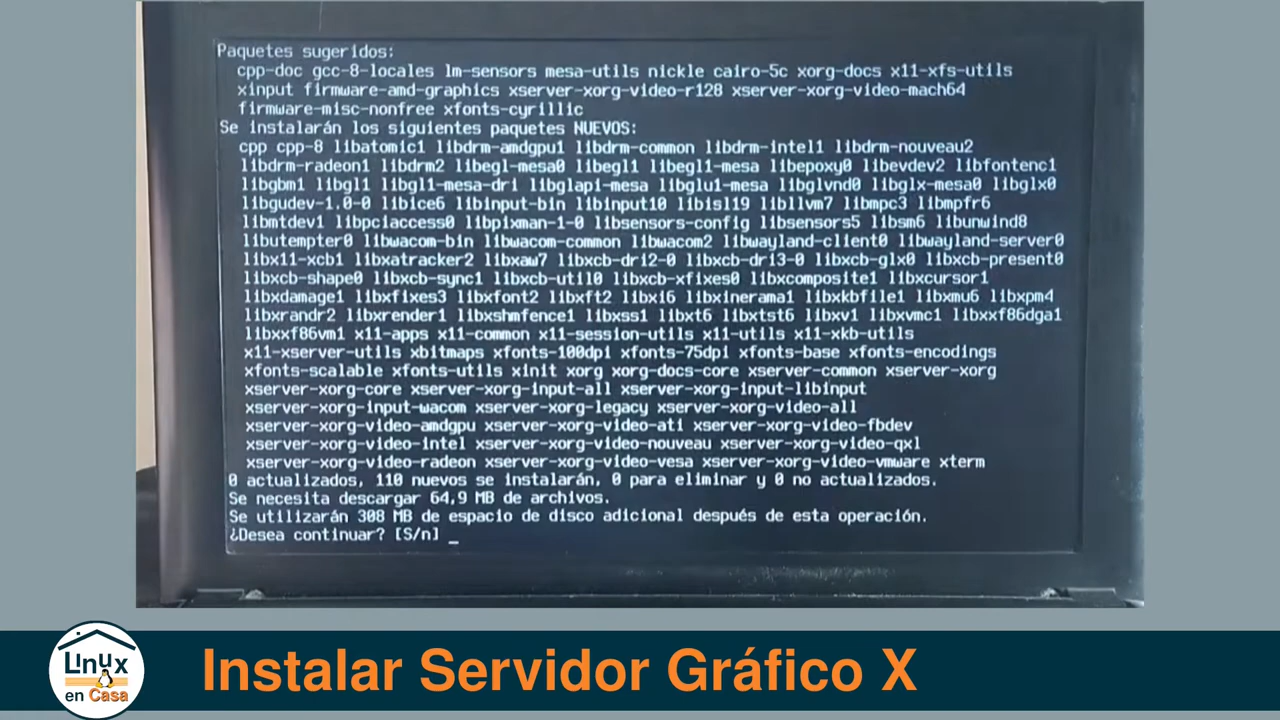 Paquetes sugeridos:
cpp-doc gcc-8-locales lm-sensors mesa-utils nickle cairo-5c xorg-docs x11-xfs-utils
xinput firmware-amd-graphics xserver-xorg-video-r128 xserver-xorg-video-mach64
firmware-misc-nonfree xfonts-cyrillic
Se instalarán los siguientes paquetes NUEVOS:
cpp cpp-8 libatomic1 libdrm-amdgpu1 libdrm-common libdrm-intel1 libdrm-nouveau2
libdrm-radeon1 libdrm2 libegl-mesa0 libegl1 libegl1-mesa libepoxy0 libevdev2 libfontenc1
libgbm1 libgl1 libgl1-mesa-dri libglapi-mesa libglu1-mesa libglvnd0 libglx-mesa0 libglx0
libgudev-1.0-0 libice6 libinput-bin libinput10 libisl19 libllvm7 libmpc3 libmpfr6
libmtdev1 libpciaccess0 libpixman-1-0 libsensors-config libsensors5 libsm6 libunwind8
libutempter0 libwacom-bin libwacom-common libwacom2 libwayland-client0 libwayland-server0
libx11-xcb1 libxatracker2 libxaw7 libxcb-dri2-0 libxcb-dri3-0 libxcb-glx0 libxcb-present0
libxcb-shape0 libxcb-sync1 libxcb-util0 libxcb-xfixes0 libxcomposite1 libxcursor1
libxdamage1 libxfixes3 libxfont2 libxft2 libxi6 libxinerama1 libxkbfile1 libxmu6 libxpm4
libxrandr2 libxrender1 libxshmfence1 libxss1 libxt6 libxtst6 libxv1 libxvmc1 libxxf86dga1
libxxf86vm1 x11-apps x11-common x11-session-utils x11-utils x11-xkb-utils
x11-xserver-utils xbitmaps xfonts-100dpi xfonts-75dpi xfonts-base xfonts-encodings
xfonts-scalable xfonts-utils xinit xorg xorg-docs-core xserver-common xserver-xorg
xserver-xorg-core xserver-xorg-input-all xserver-xorg-input-libinput
xserver-xorg-input-wacom xserver-xorg-legacy xserver-xorg-video-all
xserver-xorg-video-amdgpu xserver-xorg-video-ati xserver-xorg-video-fbdev
xserver-xorg-video-intel xserver-xorg-video-nouveau xserver-xorg-video-qxl
xserver-xorg-video-radeon xserver-xorg-video-vesa xserver-xorg-video-vmware xterm
0 actualizados, 110 nuevos se instalarán, 0 para eliminar y 0 no actualizados.
Se necesita descargar 64,9 MB de archivos.
Se utilizarán 308 MB de espacio de disco adicional después de esta operación.
¿Desea continuar? [S/n] _
Linux
en Casa
Instalar Servidor Gráfico X